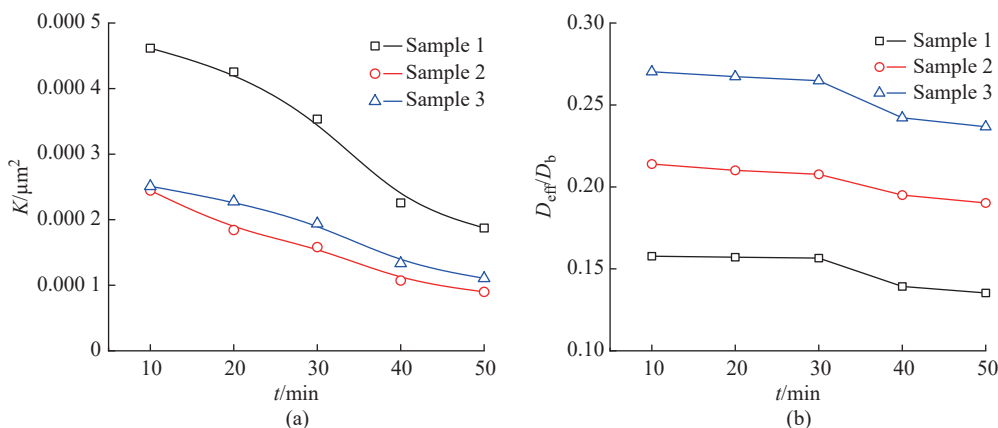 0.000 5
0.000 4
0.000 3
0.000 2
0.000 1
0
K/μm²
10 20 30 40 50
t/min
(a)
Sample 1
Sample 2
Sample 3
0.30
0.25
0.20
0.15
0.10
D_eff/D_b
10 20 30 40 50
t/min
(b)
Sample 1
Sample 2
Sample 3